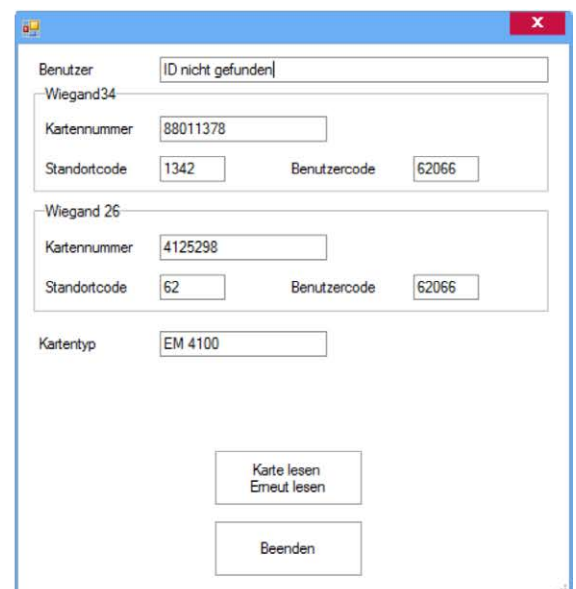 x
Benutzer ID nicht gefunden
Wiegand34
Kartennummer 88011378
Standortcode 1342 Benutzercode 62066
Wiegand 26
Kartennummer 4125298
Standortcode 62 Benutzercode 62066
Kartentyp EM 4100
Karte lesen
Erneut lesen
Beenden